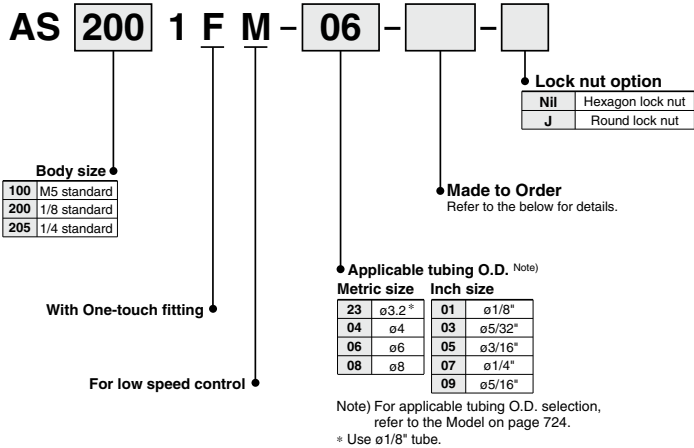 AS 200 1 F M – 06 – –
Lock nut option
Nil Hexagon lock nut
J Round lock nut
Body size
100 M5 standard
200 1/8 standard
205 1/4 standard
Made to Order
Refer to the below for details.
Applicable tubing O.D. Note)
Metric size Inch size
23 ø3.2* 01 ø1/8"
04 ø4 03 ø5/32"
06 ø6 05 ø3/16"
08 ø8 07 ø1/4"
09 ø5/16"
With One-touch fitting
For low speed control
Note) For applicable tubing O.D. selection,
refer to the Model on page 724.
* Use ø1/8" tube.